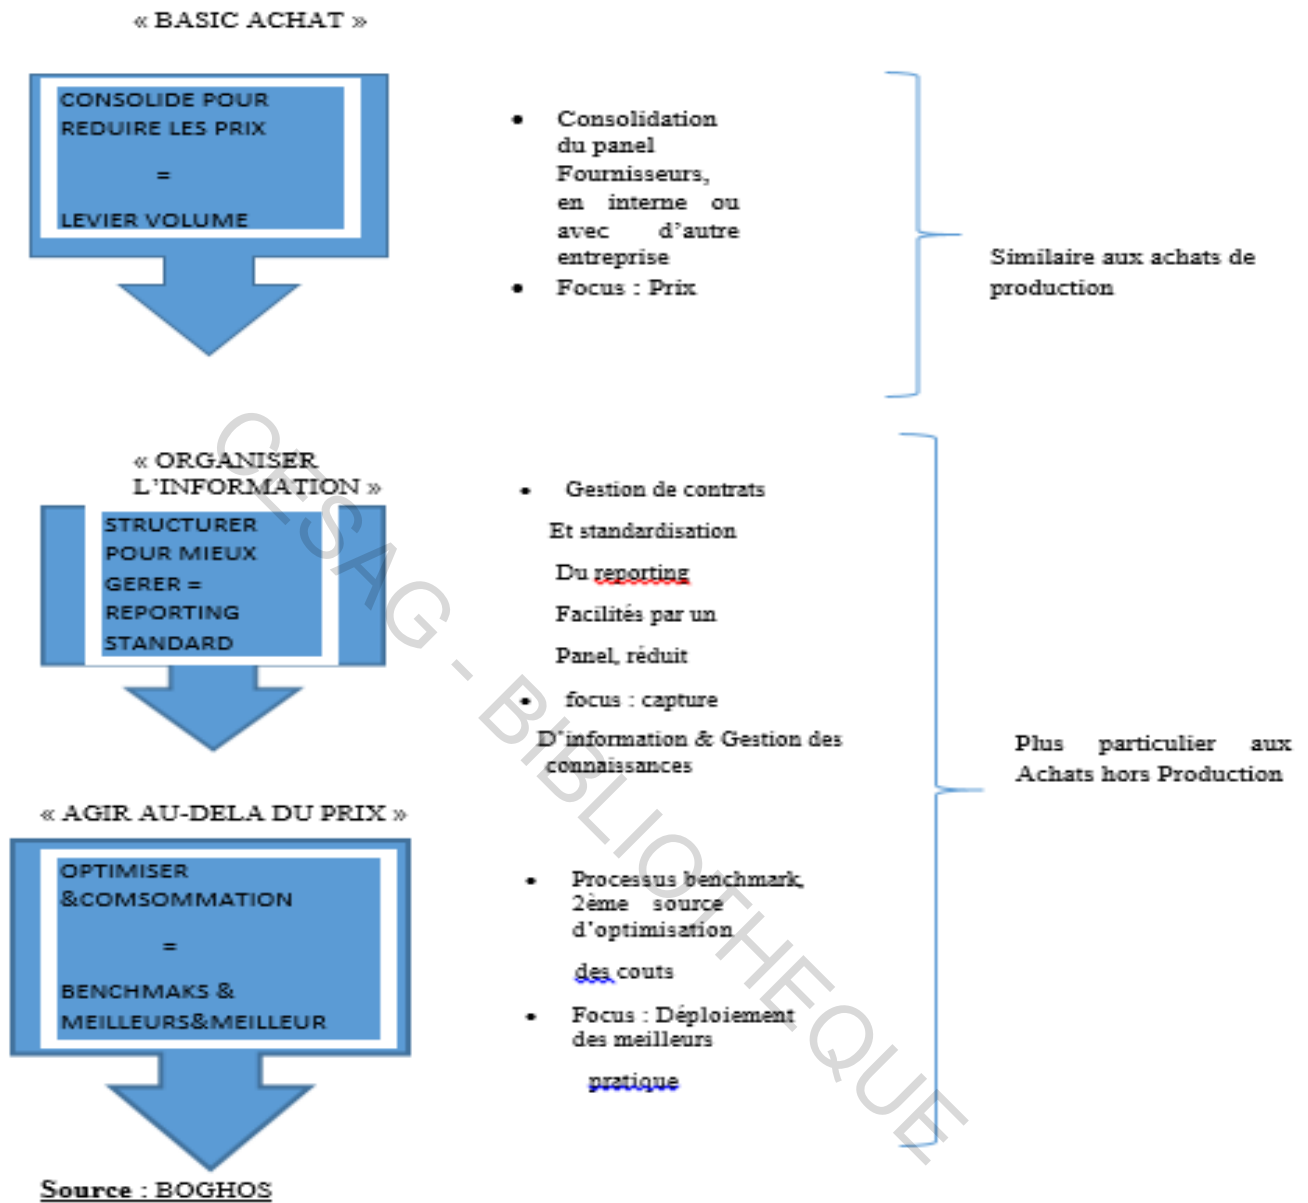 « BASIC ACHAT »
CONSOLIDE POUR
REDUIRE LES PRIX
=
LEVIER VOLUME
• Consolidation
du panel
Fournisseurs,
en interne ou
avec d’autre
entreprise
• Focus : Prix
Similaire aux achats de
production
« ORGANISER
L’INFORMATION »
STRUCTURER
POUR MIEUX
GERER =
REPORTING
STANDARD
• Gestion de contrats
Et standardisation
Du reporting
Facilités par un
Panel, réduit
• focus : capture
D’information & Gestion des
connaissances
Plus particulier aux
Achats hors Production
« AGIR AU-DELA DU PRIX »
OPTIMISER
&COMSOMMATION
=
BENCHMAKS &
MEILLEURS&MEILLEUR
• Processus benchmark,
2ème source
d’optimisation
des couts
• Focus : Déploiement
des meilleurs
pratique
Source : BOGHOS
CESAG - BIBLIOTHEQUE